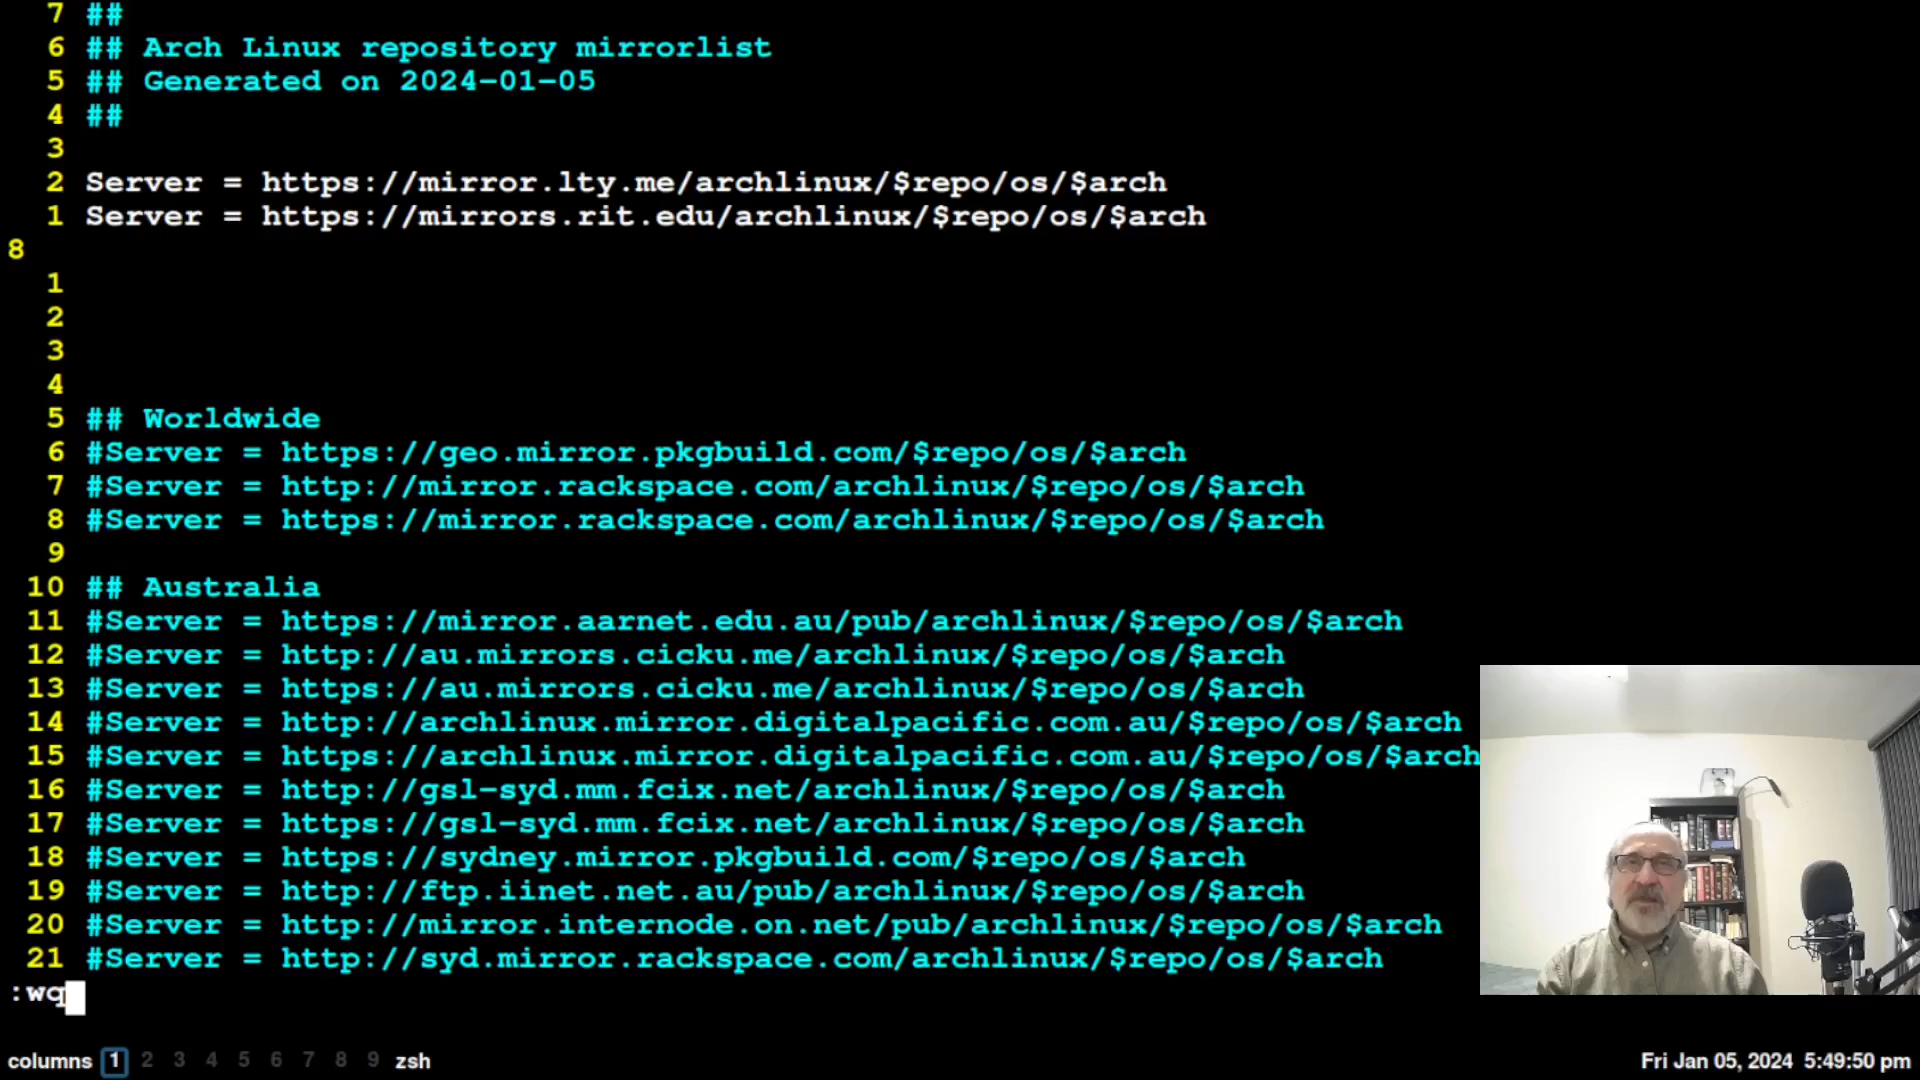 7 ##
6 ## Arch Linux repository mirrorlist
5 ## Generated on 2024-01-05
4 ##
3
2 Server = https://mirror.lty.me/archlinux/$repo/os/$arch
1 Server = https://mirrors.rit.edu/archlinux/$repo/os/$arch
8
1
2
3
4
5 ## Worldwide
6 #Server = https://geo.mirror.pkgbuild.com/$repo/os/$arch
7 #Server = http://mirror.rackspace.com/archlinux/$repo/os/$arch
8 #Server = https://mirror.rackspace.com/archlinux/$repo/os/$arch
9
10 ## Australia
11 #Server = https://mirror.aarnet.edu.au/pub/archlinux/$repo/os/$arch
12 #Server = http://au.mirrors.cicku.me/archlinux/$repo/os/$arch
13 #Server = https://au.mirrors.cicku.me/archlinux/$repo/os/$arch
14 #Server = http://archlinux.mirror.digitalpacific.com.au/$repo/os/$arch
15 #Server = https://archlinux.mirror.digitalpacific.com.au/$repo/os/$arch
16 #Server = http://gsl-syd.mm.fcix.net/archlinux/$repo/os/$arch
17 #Server = https://gsl-syd.mm.fcix.net/archlinux/$repo/os/$arch
18 #Server = https://sydney.mirror.pkgbuild.com/$repo/os/$arch
19 #Server = http://ftp.iinet.net.au/pub/archlinux/$repo/os/$arch
20 #Server = http://mirror.internode.on.net/pub/archlinux/$repo/os/$arch
21 #Server = http://syd.mirror.rackspace.com/archlinux/$repo/os/$arch
:wq
columns 1 2 3 4 5 6 7 8 9 zsh
Fri Jan 05, 2024 5:49:50 pm